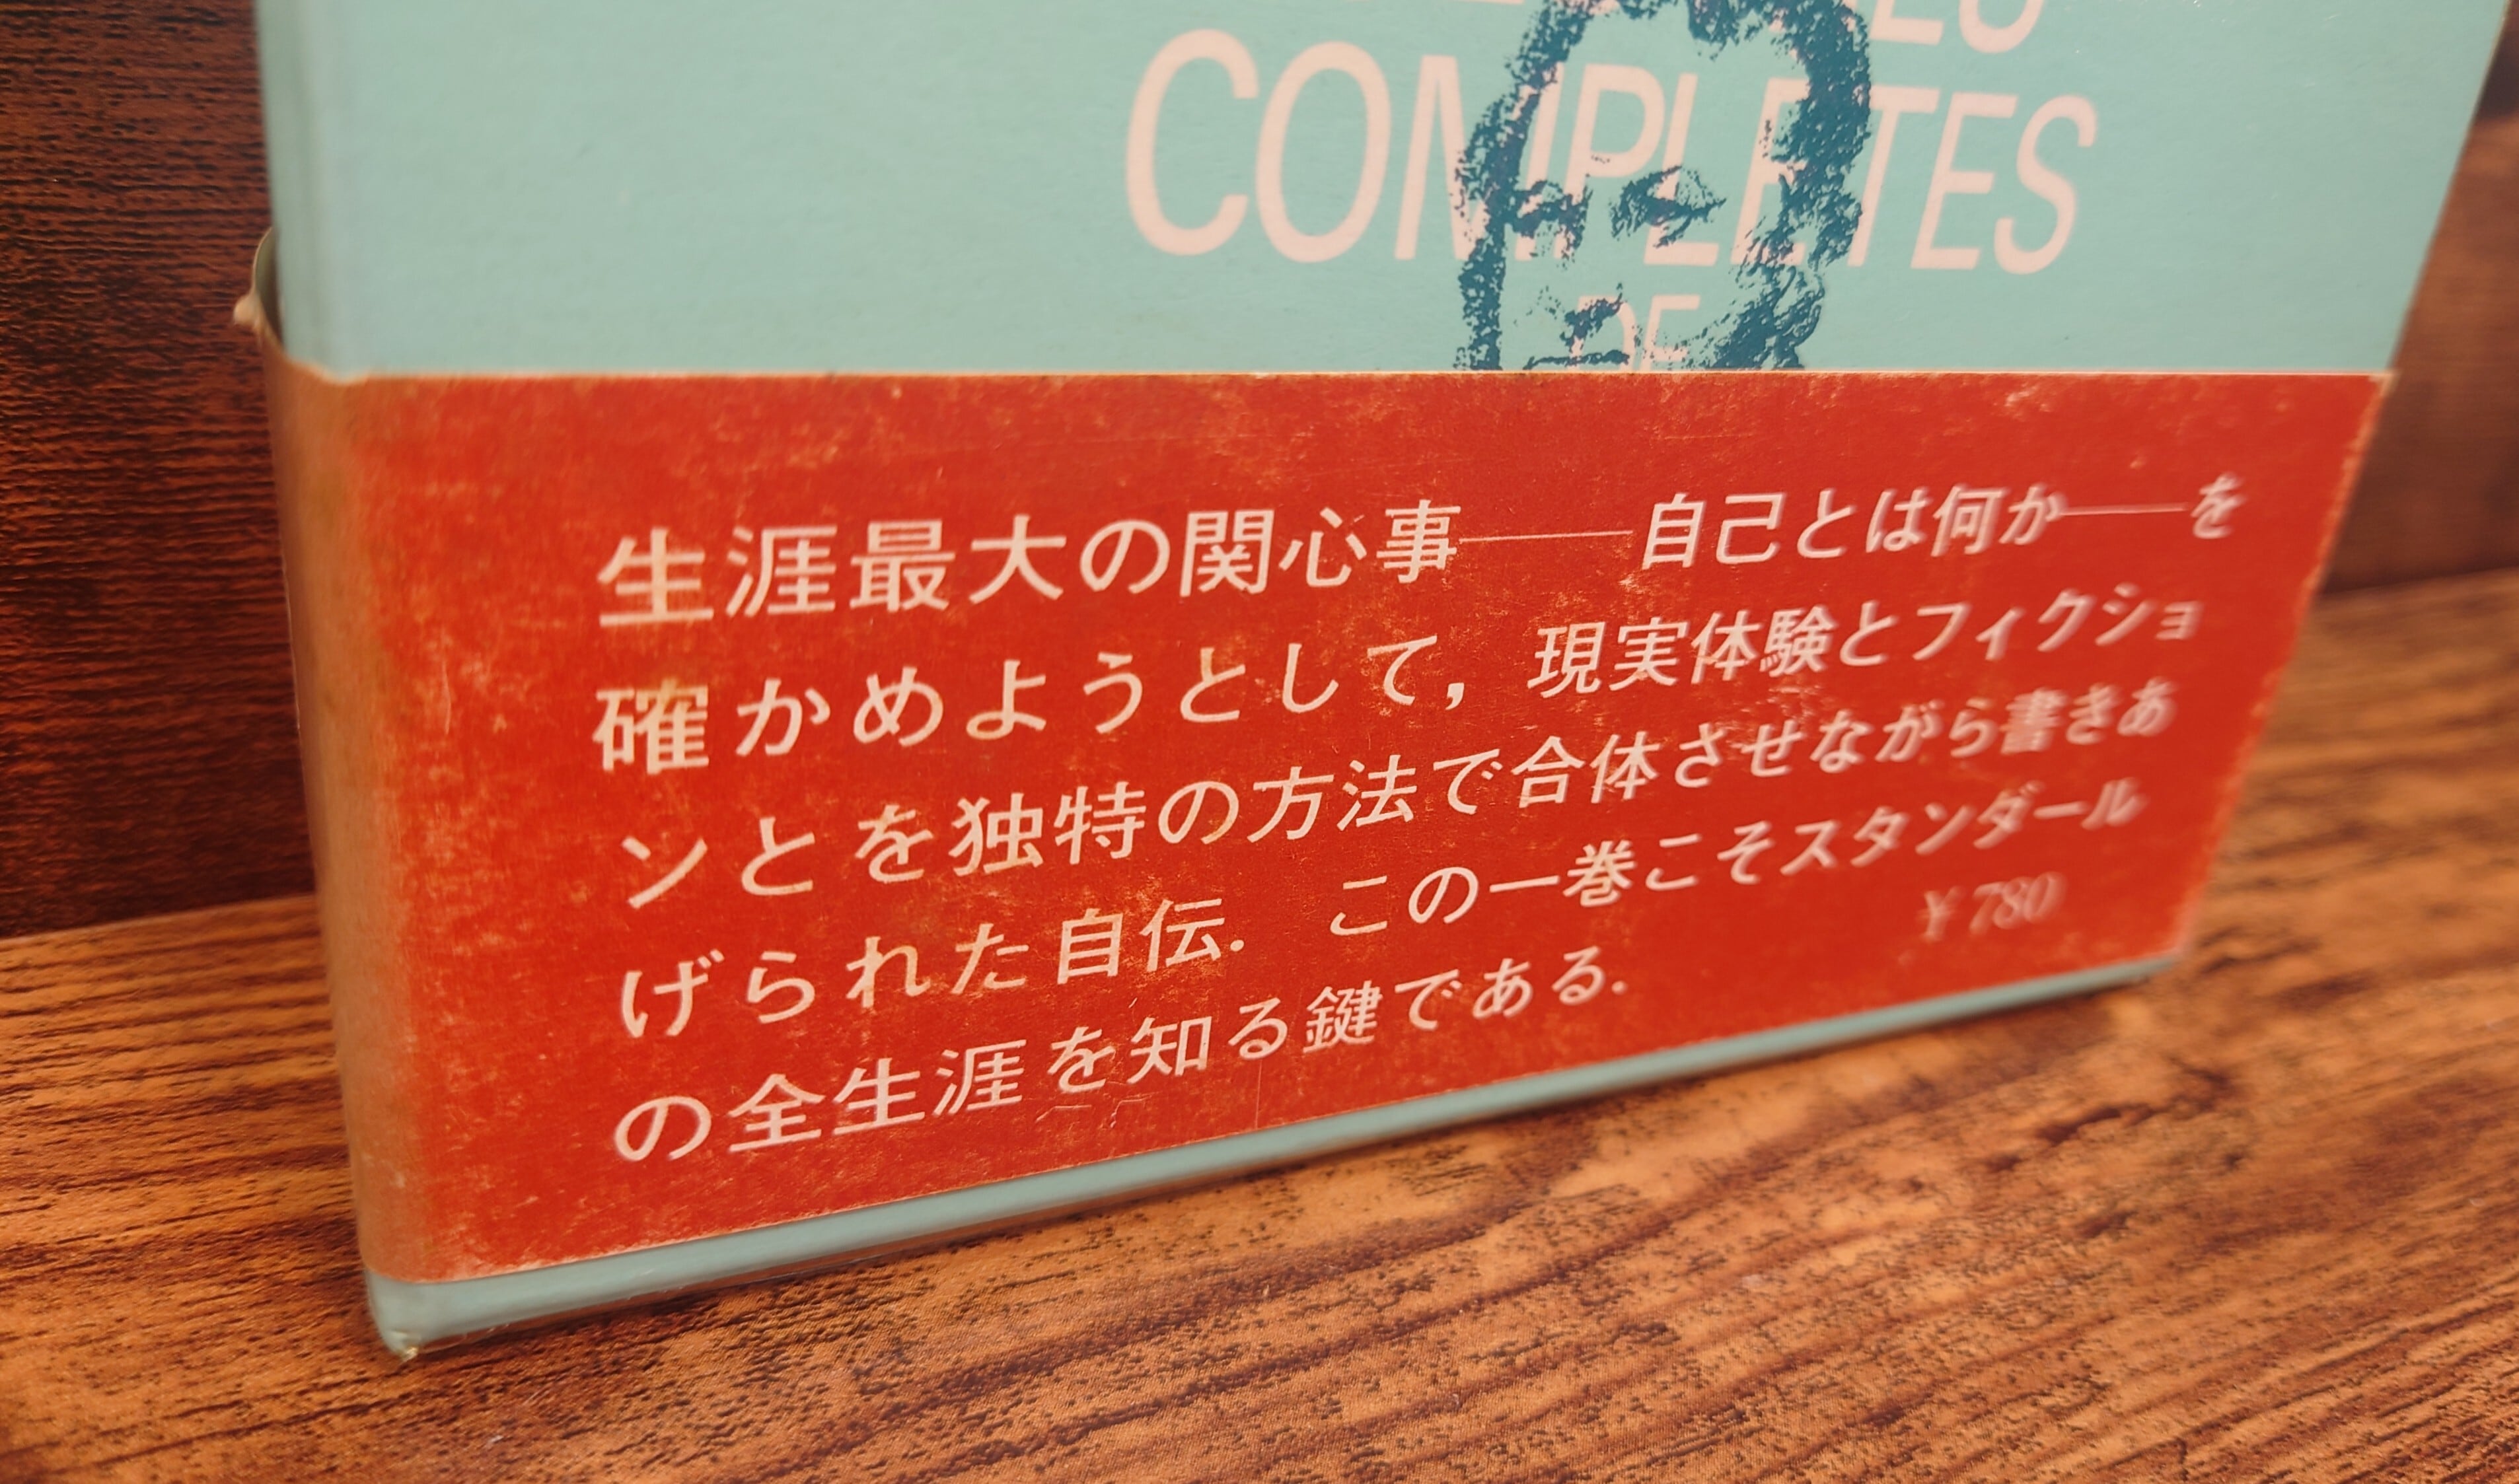 COMPLETES
DE
生涯最大の関心事——自己とは何か——を
確かめようとして，現実体験とフィクショ
ンとを独特の方法で合体させながら書きあ
げられた自伝．この一巻こそスタンダール
の全生涯を知る鍵である．
￥780